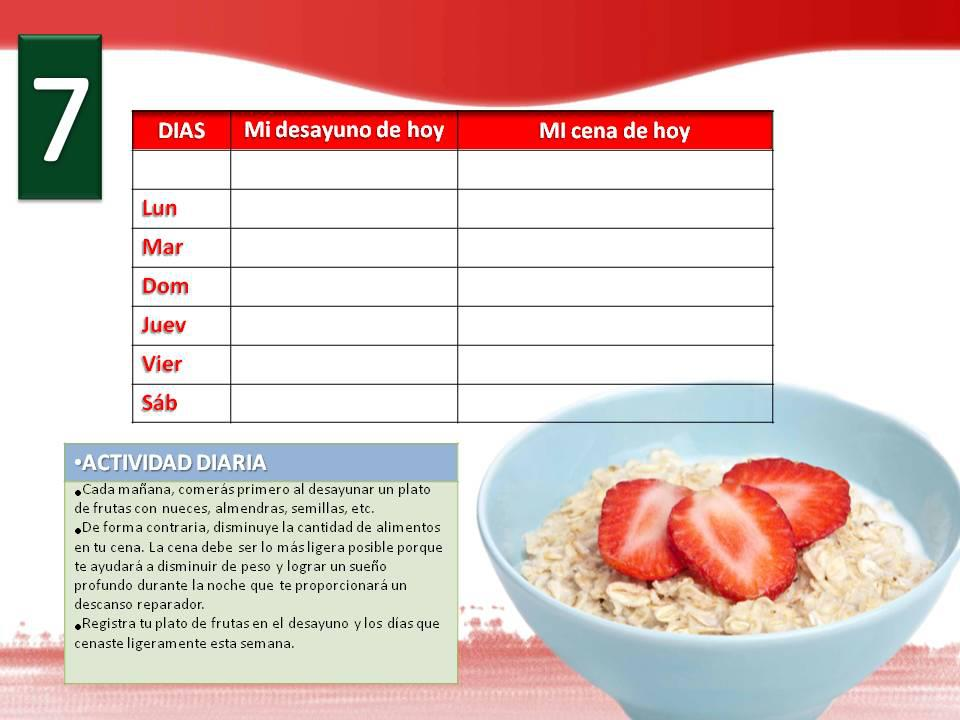 7
DIAS Mi desayuno de hoy MI cena de hoy
Lun
Mar
Dom
Juev
Vier
Sáb
•ACTIVIDAD DIARIA
•Cada mañana, comerás primero al desayunar un plato
de frutas con nueces, almendras, semillas, etc.
•De forma contraria, disminuye la cantidad de alimentos
en tu cena. La cena debe ser lo más ligera posible porque
te ayudará a disminuir de peso y lograr un sueño
profundo durante la noche que te proporcionará un
descanso reparador.
•Registra tu plato de frutas en el desayuno y los días que
cenaste ligeramente esta semana.